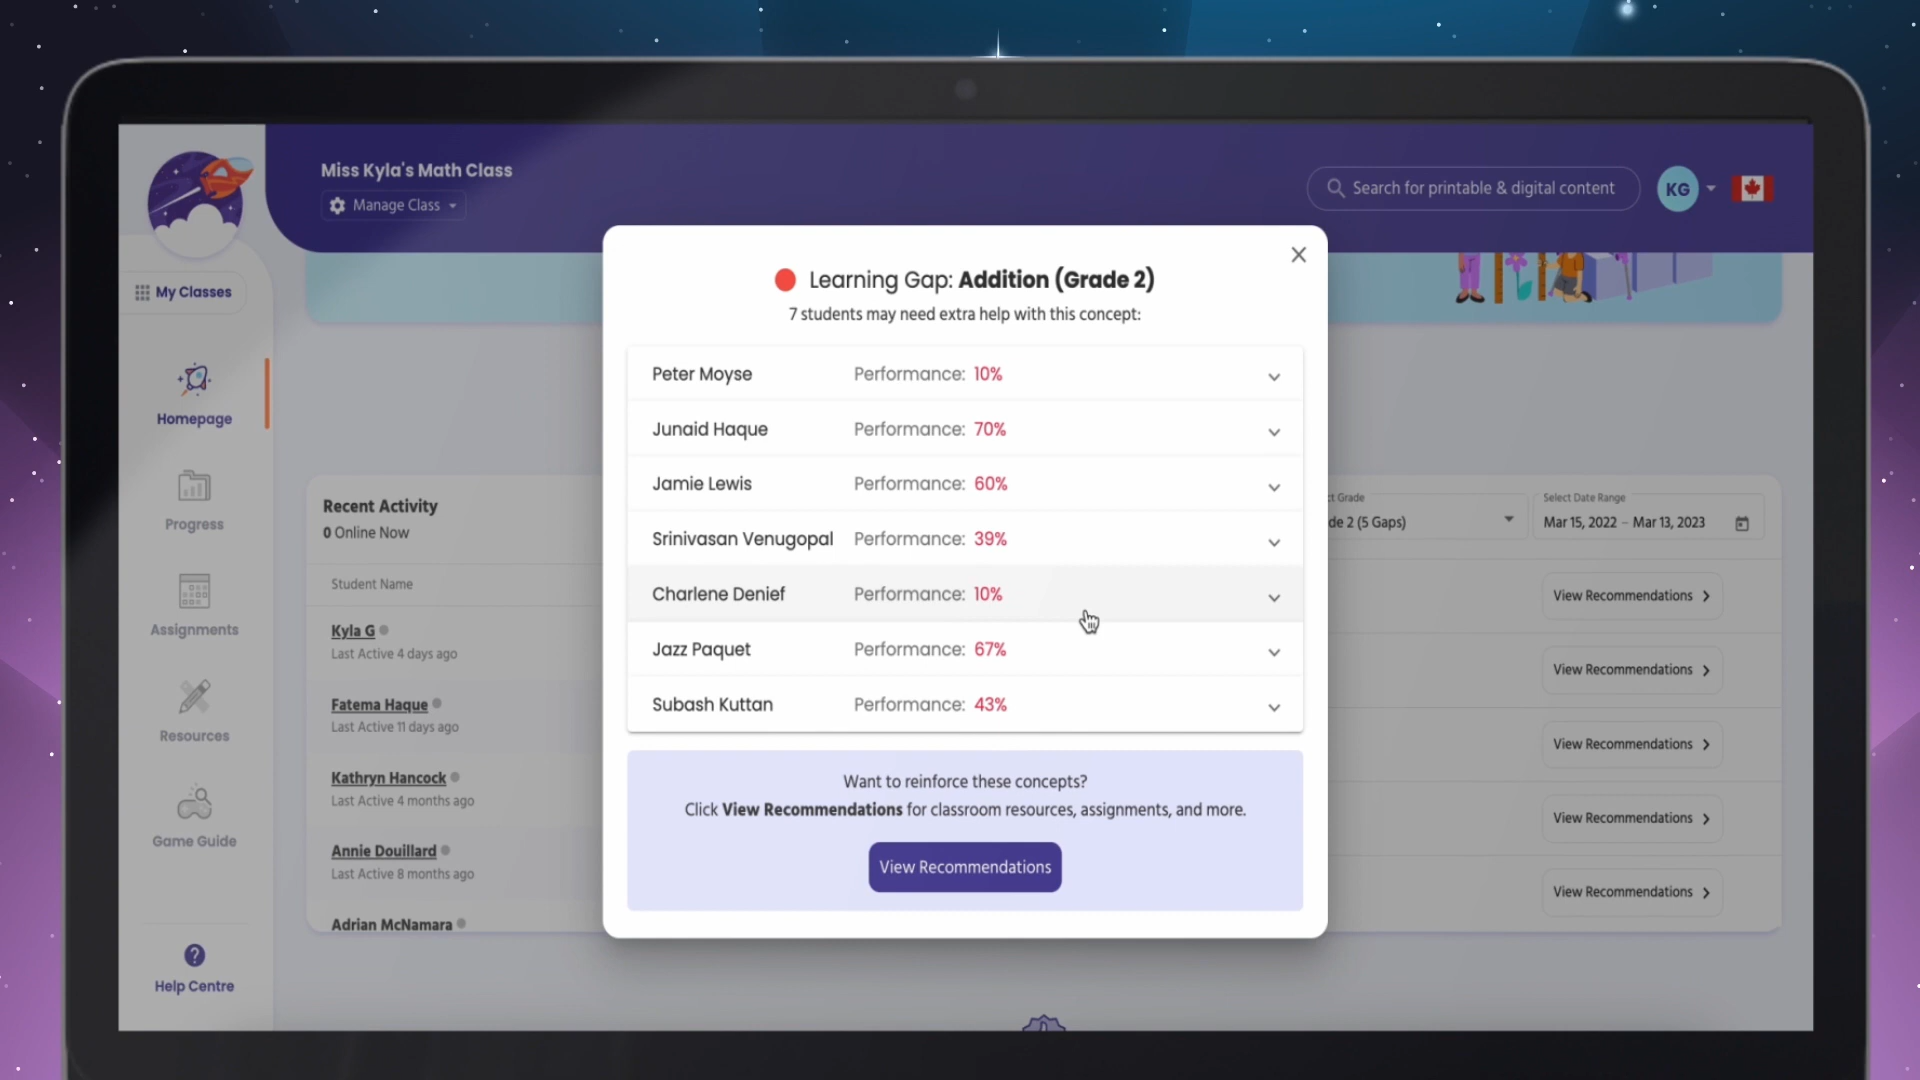 Miss Kyla's Math Class
Manage Class
Search for printable & digital content
KG
My Classes
Homepage
Progress
Assignments
Resources
Game Guide
Help Centre
Recent Activity
0 Online Now
Student Name
Kyla G
Last Active 4 days ago
Fatema Haque
Last Active 11 days ago
Kathryn Hancock
Last Active 4 months ago
Annie Douillard
Last Active 8 months ago
Adrian McNamara
Learning Gap: Addition (Grade 2)
7 students may need extra help with this concept:
Peter Moyse Performance: 10%
Junaid Haque Performance: 70%
Jamie Lewis Performance: 60%
Srinivasan Venugopal Performance: 39%
Charlene Denief Performance: 10%
Jazz Paquet Performance: 67%
Subash Kuttan Performance: 43%
Want to reinforce these concepts?
Click View Recommendations for classroom resources, assignments, and more.
View Recommendations
ct Grade
de 2 (5 Gaps)
Select Date Range
Mar 15, 2022 – Mar 13, 2023
View Recommendations
View Recommendations
View Recommendations
View Recommendations
View Recommendations